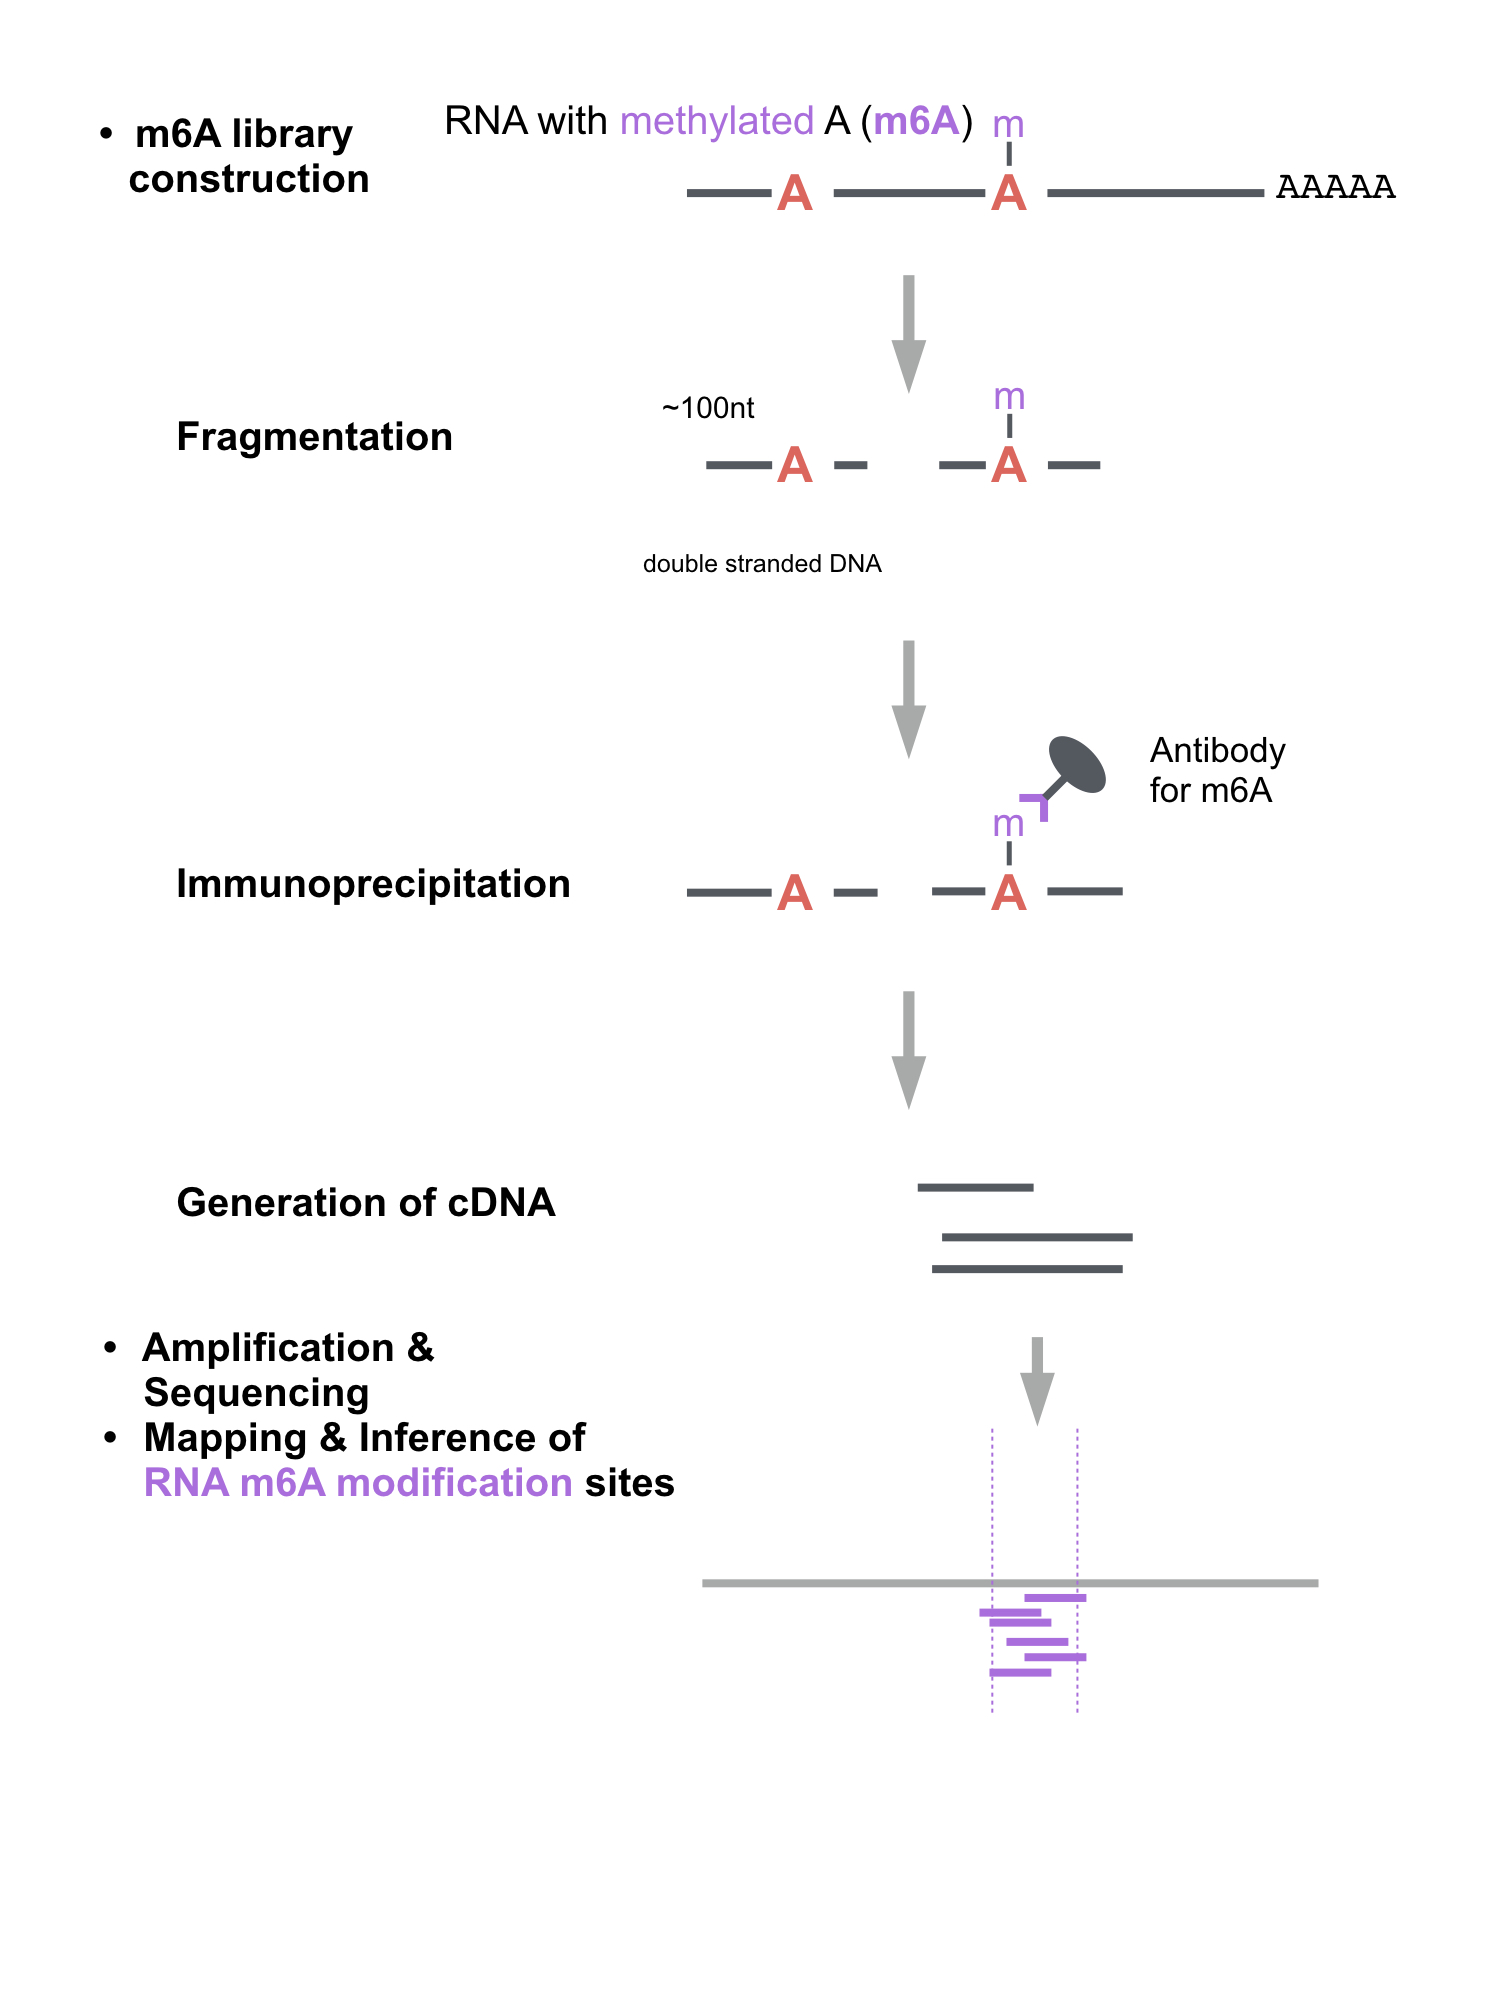 • m6A library
construction
RNA with methylated A (m6A)
m
A
A
AAAAA
Fragmentation
~100nt
m
A
A
double stranded DNA
Antibody
for m6A
m
Immunoprecipitation
A
A
Generation of cDNA
• Amplification &
Sequencing
• Mapping & Inference of
RNA m6A modification sites